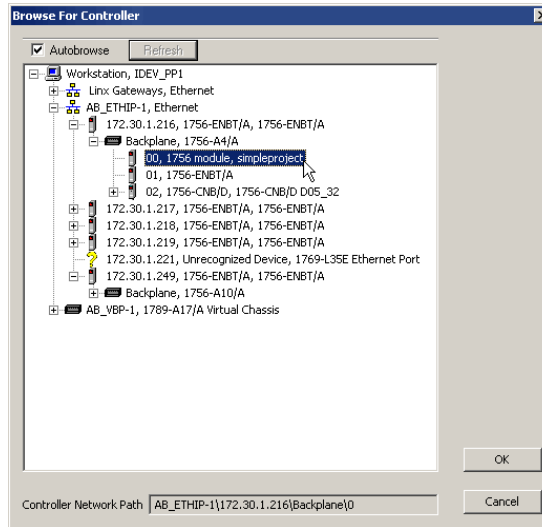 Browse For Controller
Autobrowse
Refresh
Workstation, IDEV_PP1
Linx Gateways, Ethernet
AB_ETHIP-1, Ethernet
172.30.1.216, 1756-ENBT/A, 1756-ENBT/A
Backplane, 1756-A4/A
00, 1756 module, simpleproject
01, 1756-ENBT/A
02, 1756-CNB/D, 1756-CNB/D D05_32
172.30.1.217, 1756-ENBT/A, 1756-ENBT/A
172.30.1.218, 1756-ENBT/A, 1756-ENBT/A
172.30.1.219, 1756-ENBT/A, 1756-ENBT/A
172.30.1.221, Unrecognized Device, 1769-L35E Ethernet Port
172.30.1.249, 1756-ENBT/A, 1756-ENBT/A
Backplane, 1756-A10/A
AB_VBP-1, 1789-A17/A Virtual Chassis
OK
Controller Network Path AB_ETHIP-1\172.30.1.216\Backplane\0
Cancel